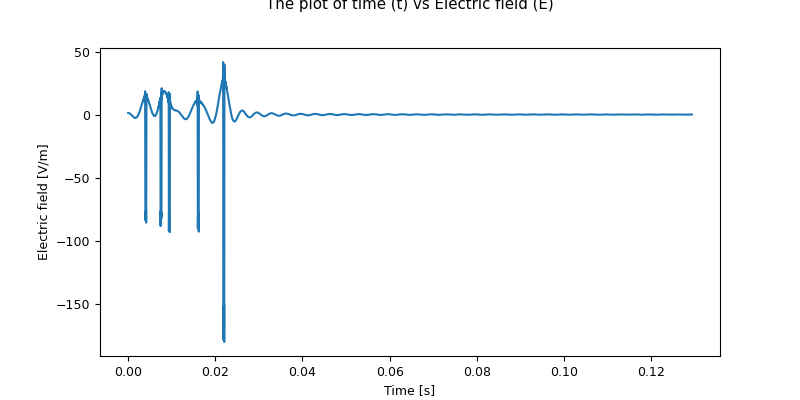 The plot of time (t) vs Electric field (E)
50
0
−50
−100
−150
Electric field [V/m]
0.00 0.02 0.04 0.06 0.08 0.10 0.12
Time [s]